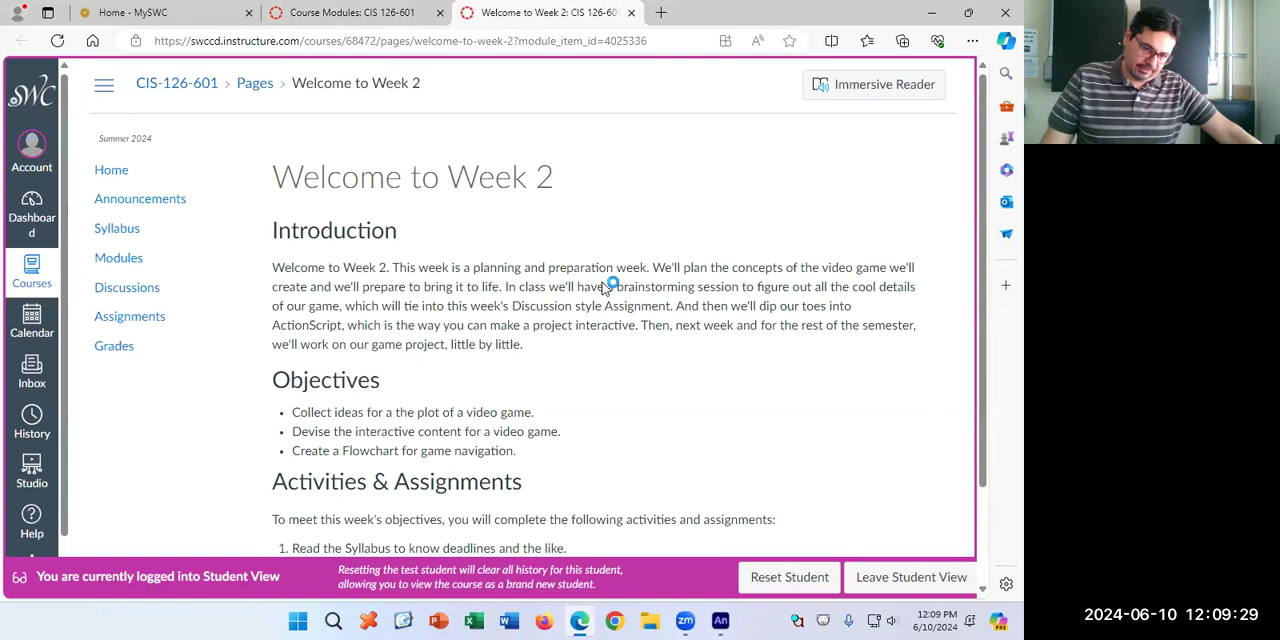 Home - MySWC
Course Modules: CIS 126-601
Welcome to Week 2: CIS 126-60
https://swccd.instructure.com/courses/68472/pages/welcome-to-week-2?module_item_id=4025336
SWC
CIS-126-601 › Pages › Welcome to Week 2
Immersive Reader
Summer 2024
Account
Dashboar
d
Courses
Calendar
Inbox
History
Studio
Help
Home
Announcements
Syllabus
Modules
Discussions
Assignments
Grades
Welcome to Week 2
Introduction
Welcome to Week 2. This week is a planning and preparation week. We'll plan the concepts of the video game we'll
create and we'll prepare to bring it to life. In class we'll have brainstorming session to figure out all the cool details
of our game, which will tie into this week's Discussion style Assignment. And then we'll dip our toes into
ActionScript, which is the way you can make a project interactive. Then, next week and for the rest of the semester,
we'll work on our game project, little by little.
Objectives
• Collect ideas for a the plot of a video game.
• Devise the interactive content for a video game.
• Create a Flowchart for game navigation.
Activities & Assignments
To meet this week's objectives, you will complete the following activities and assignments:
1. Read the Syllabus to know deadlines and the like.
You are currently logged into Student View
Resetting the test student will clear all history for this student,
allowing you to view the course as a brand new student.
Reset Student
Leave Student View
zm
An
12:09 PM
6/10/2024
PRE
2024-06-10 12:09:29